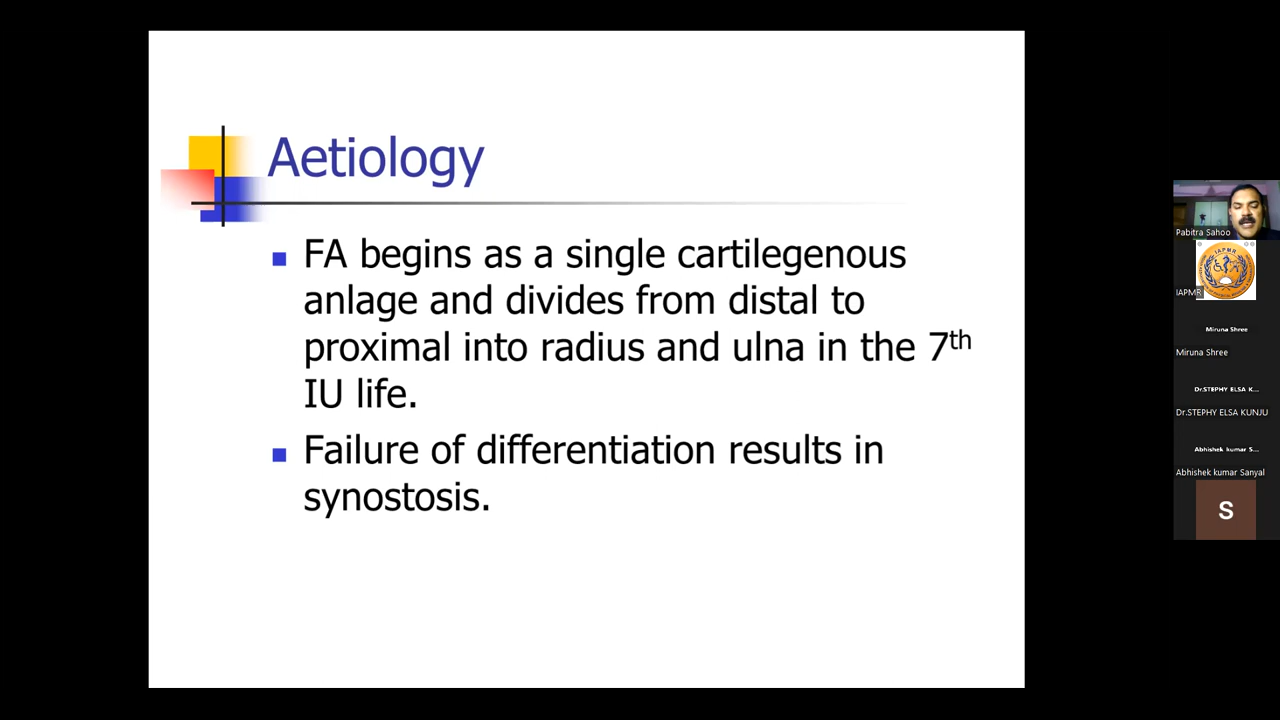 Aetiology
FA begins as a single cartilegenous
anlage and divides from distal to
proximal into radius and ulna in the 7th
IU life.
Failure of differentiation results in
synostosis.
Pabitra Sahoo
IAPMR
IAPMR
Miruna Shree
Miruna Shree
Dr.STEPHY ELSA K...
Dr.STEPHY ELSA KUNJU
Abhishek kumar S...
Abhishek kumar Sanyal
S